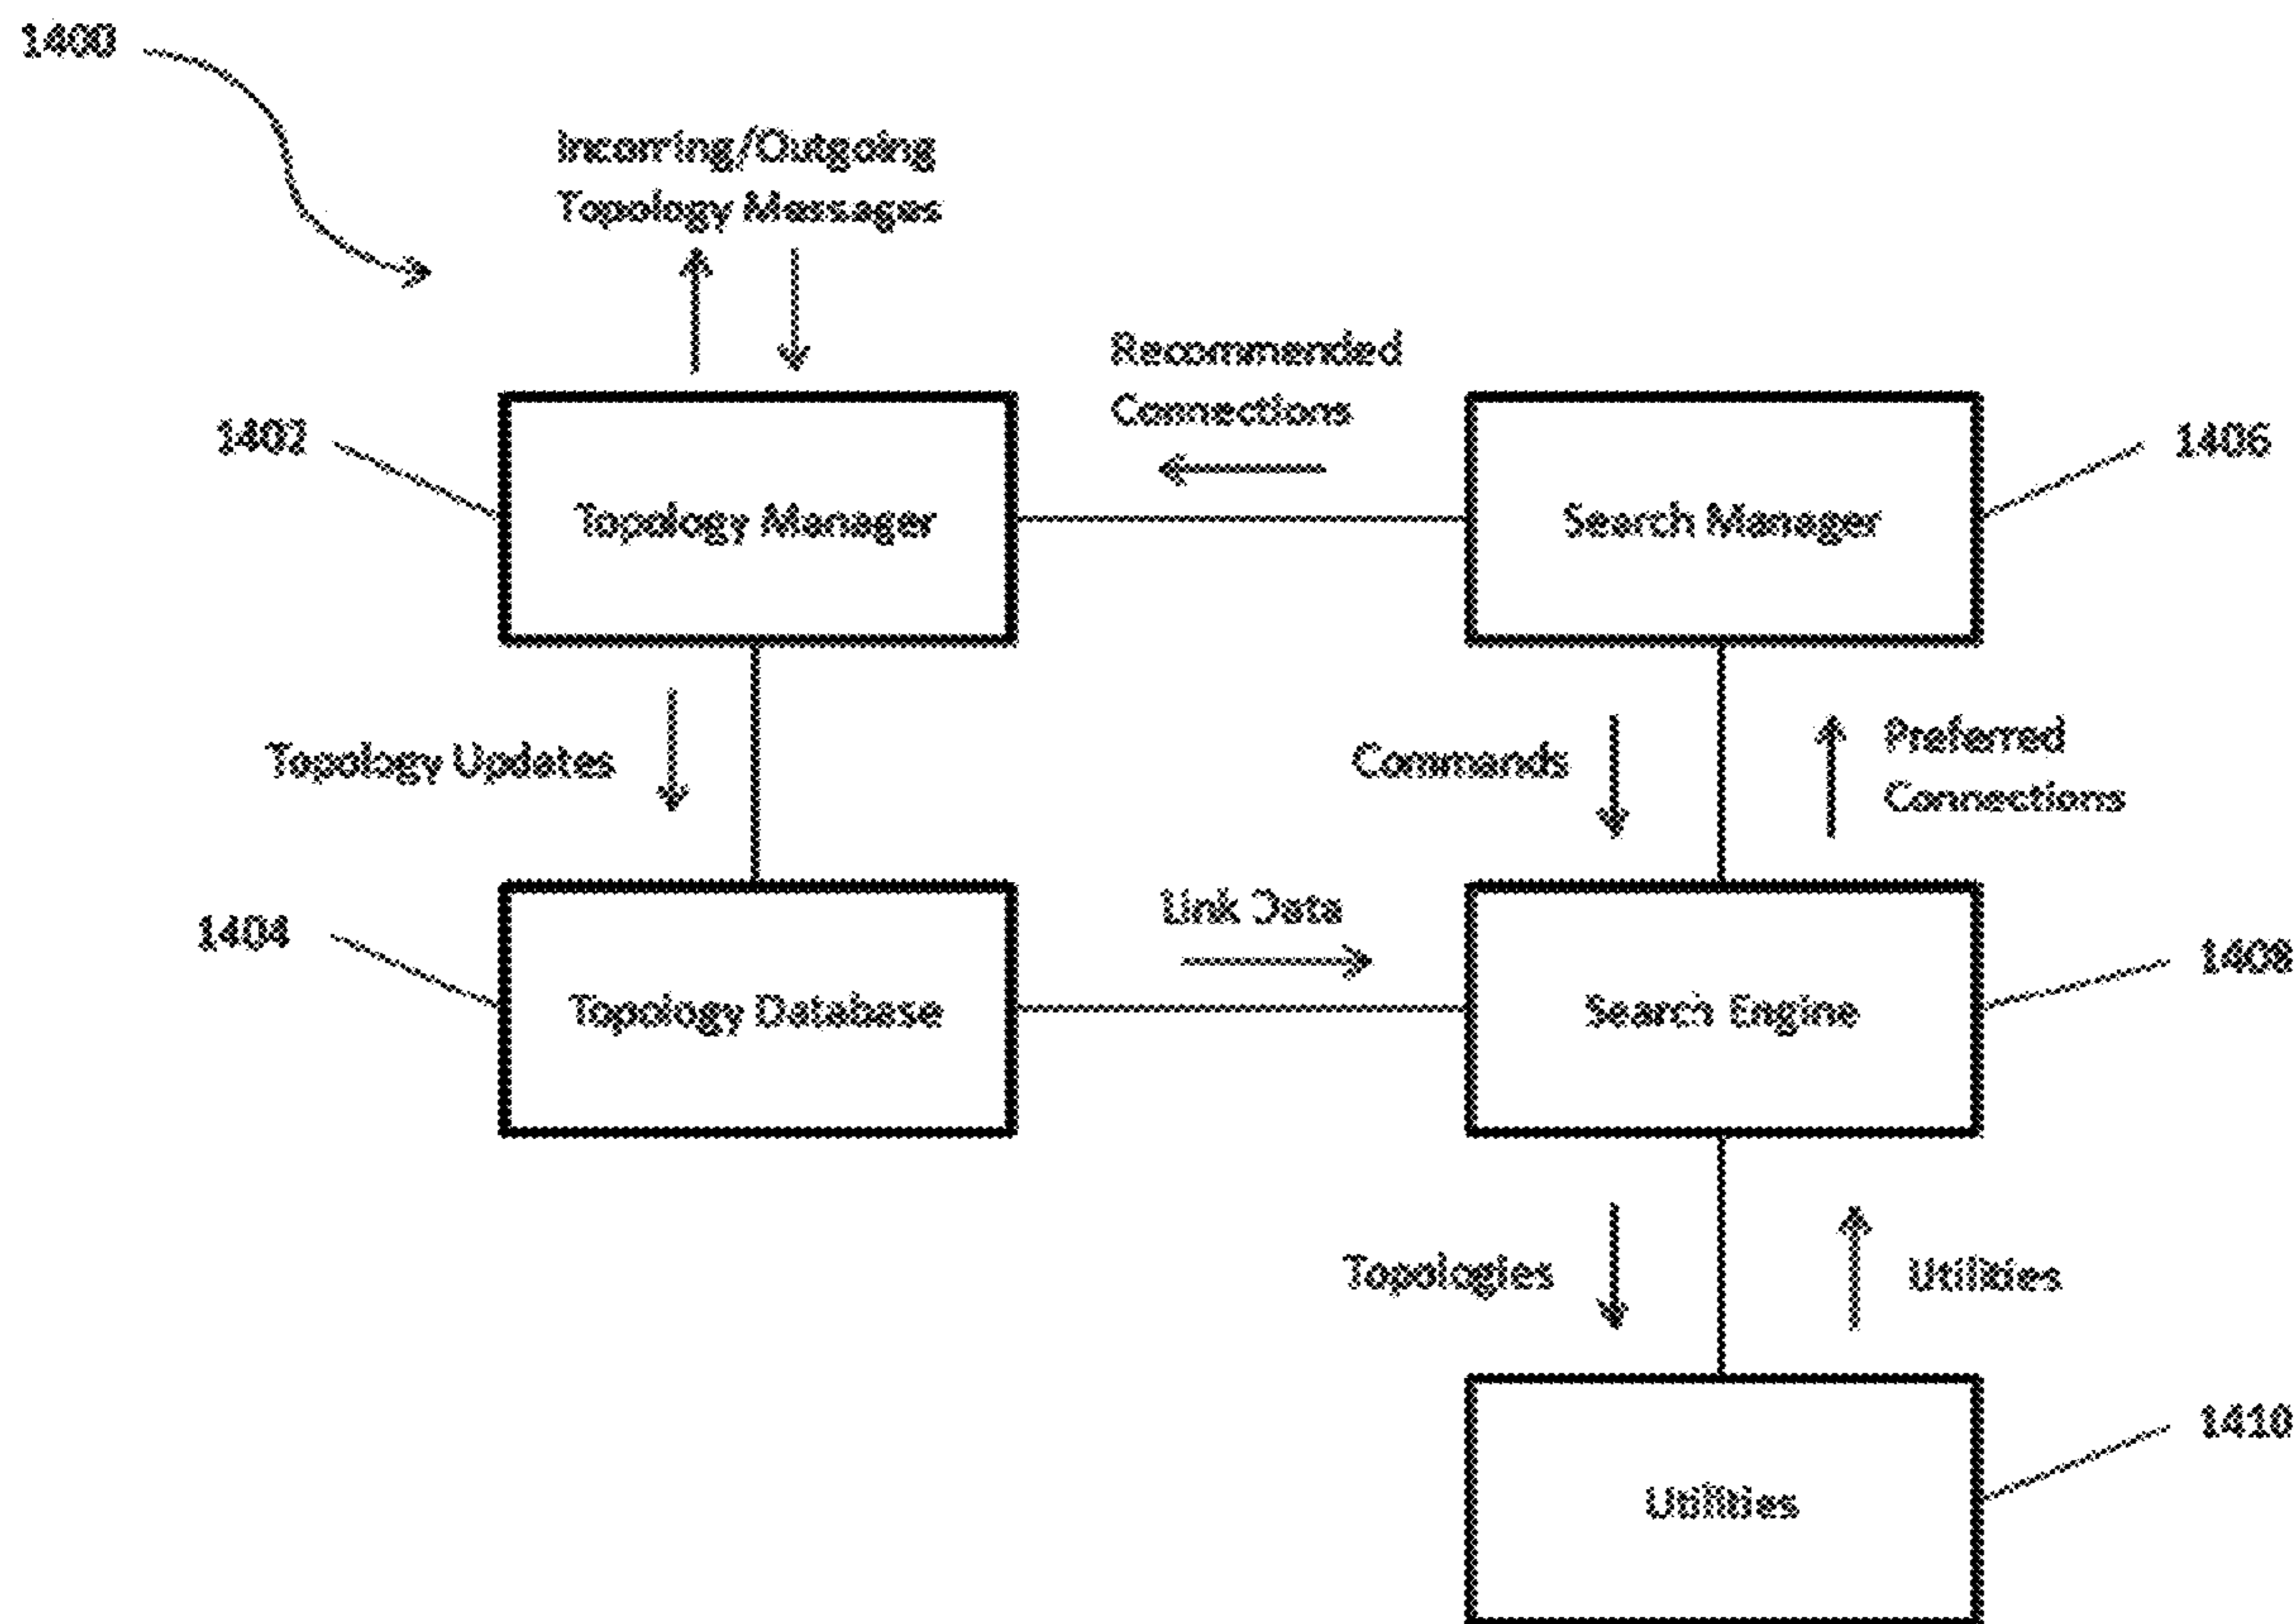 1400
Incoming/Outgoing
Topology Messages
Recommended
Connections
1402
1406
Topology Manager
Search Manager
Topology Updates
Commands
Preferred
Connections
1404
Link Data
1408
Topology Database
Search Engine
Topologies
Utilities
1410
Utilities